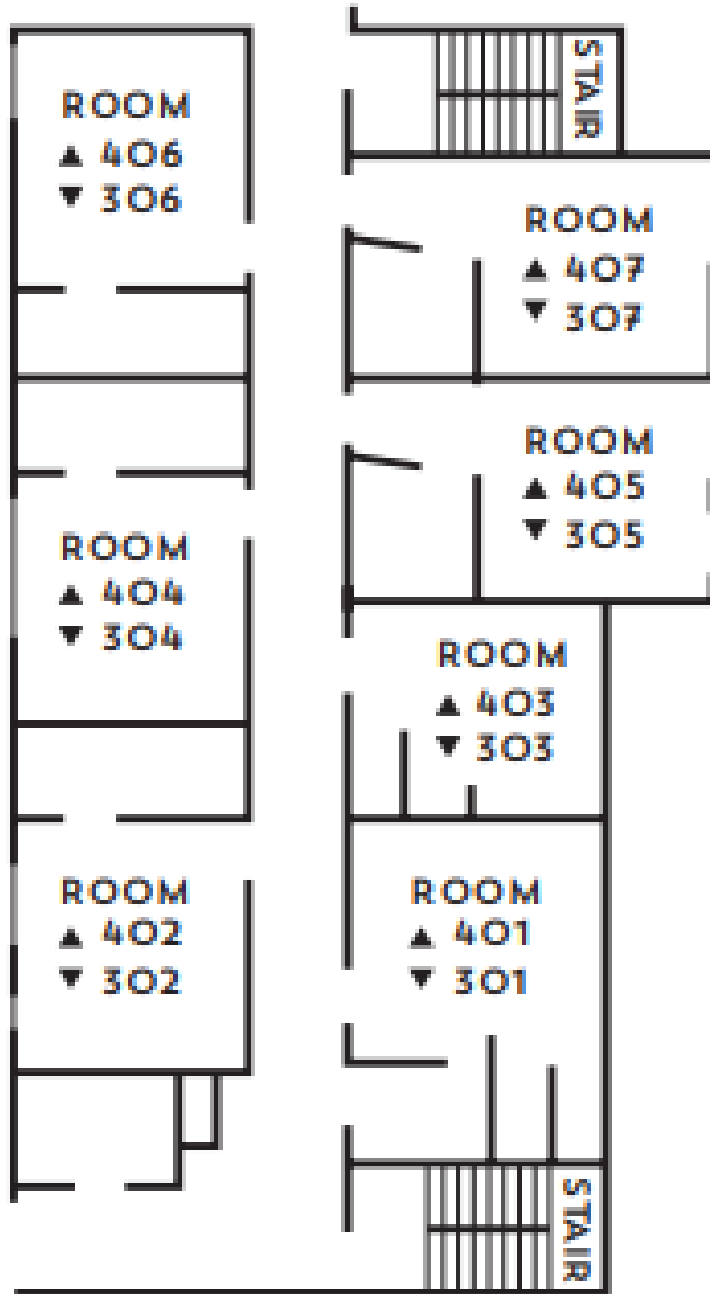 STAIR
ROOM
▲ 406
▼ 306
ROOM
▲ 407
▼ 307
ROOM
▲ 405
▼ 305
ROOM
▲ 404
▼ 304
ROOM
▲ 403
▼ 303
ROOM
▲ 402
▼ 302
ROOM
▲ 401
▼ 301
STAIR